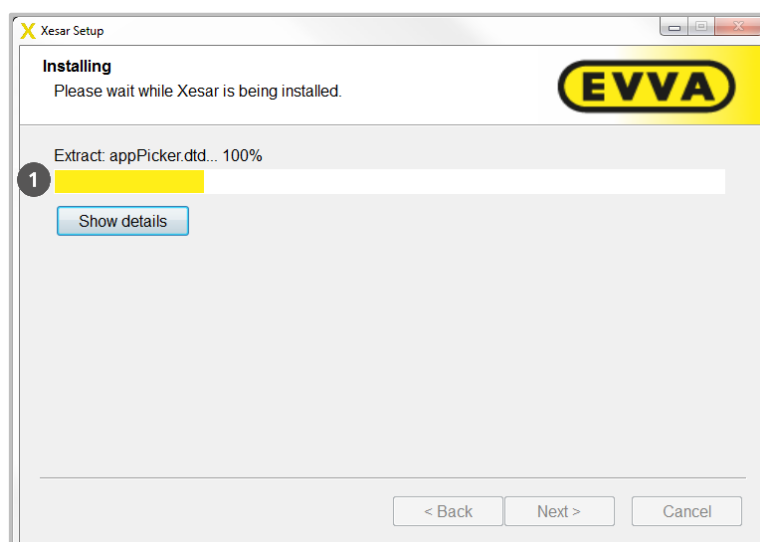 Xesar Setup
Installing
Please wait while Xesar is being installed.
EVVA
Extract: appPicker.dtd... 100%
1
Show details
< Back
Next >
Cancel